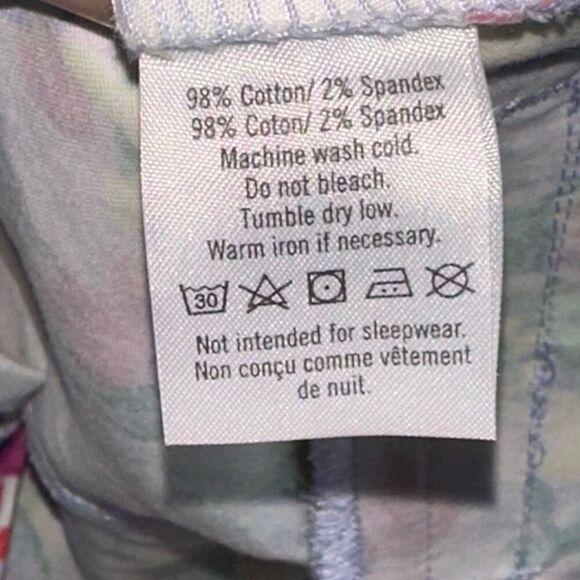 98% Cotton/ 2% Spandex
98% Coton/ 2% Spandex
Machine wash cold.
Do not bleach.
Tumble dry low.
Warm iron if necessary.
30
Not intended for sleepwear.
Non conçu comme vêtement
de nuit.